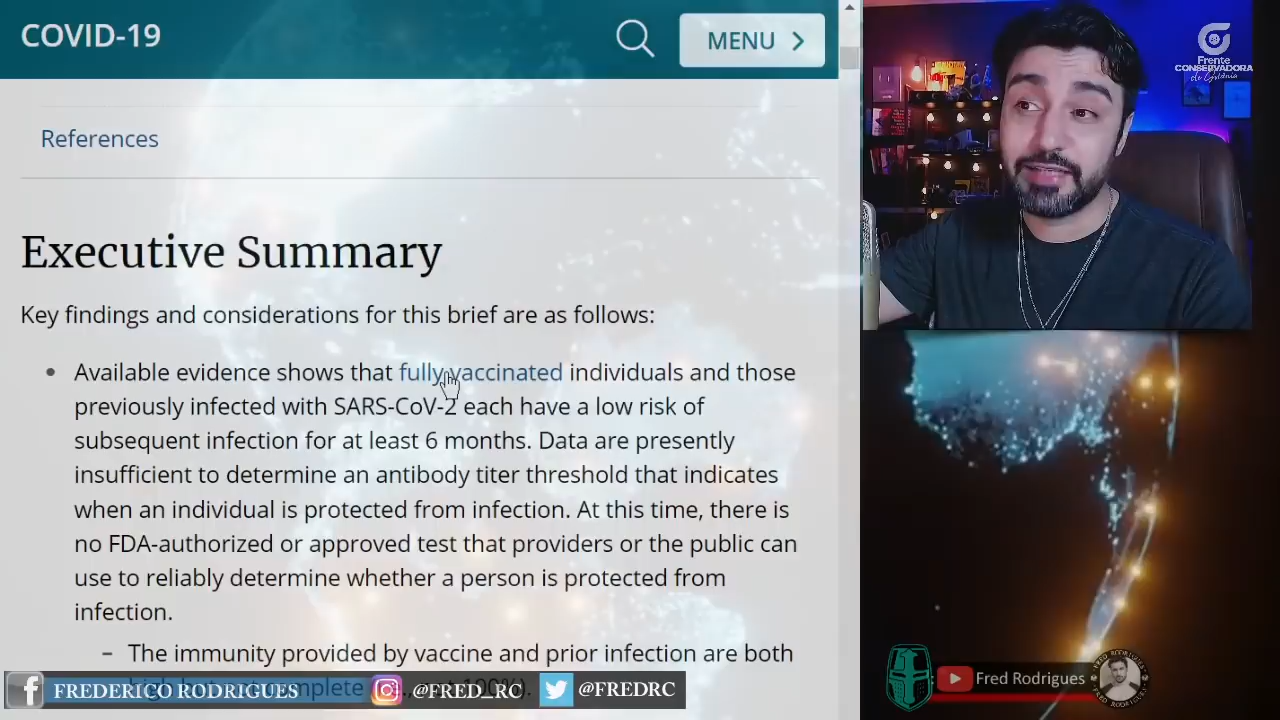 COVID-19
MENU
References
Executive Summary
Key findings and considerations for this brief are as follows:
Available evidence shows that fully vaccinated individuals and those
previously infected with SARS-CoV-2 each have a low risk of
subsequent infection for at least 6 months. Data are presently
insufficient to determine an antibody titer threshold that indicates
when an individual is protected from infection. At this time, there is
no FDA-authorized or approved test that providers or the public can
use to reliably determine whether a person is protected from
infection.
– The immunity provided by vaccine and prior infection are both
FREDERICO RODRIGUES @FRED_RC @FREDRC
Frente
CONSERVADORA
de Goiânia
Fred Rodrigues
FRED RODRIGUES